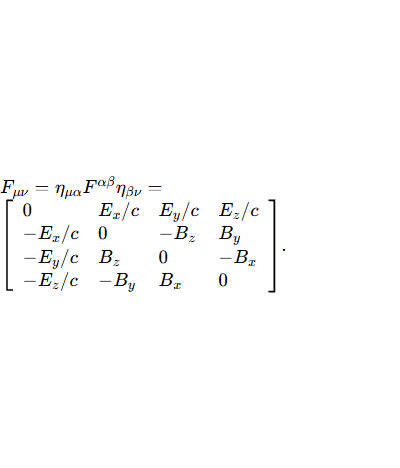 F_{μν} = η_{μα}F^{αβ}η_{βν} =
[ 0 E_x/c E_y/c E_z/c
−E_x/c 0 −B_z B_y
−E_y/c B_z 0 −B_x
−E_z/c −B_y B_x 0 ].